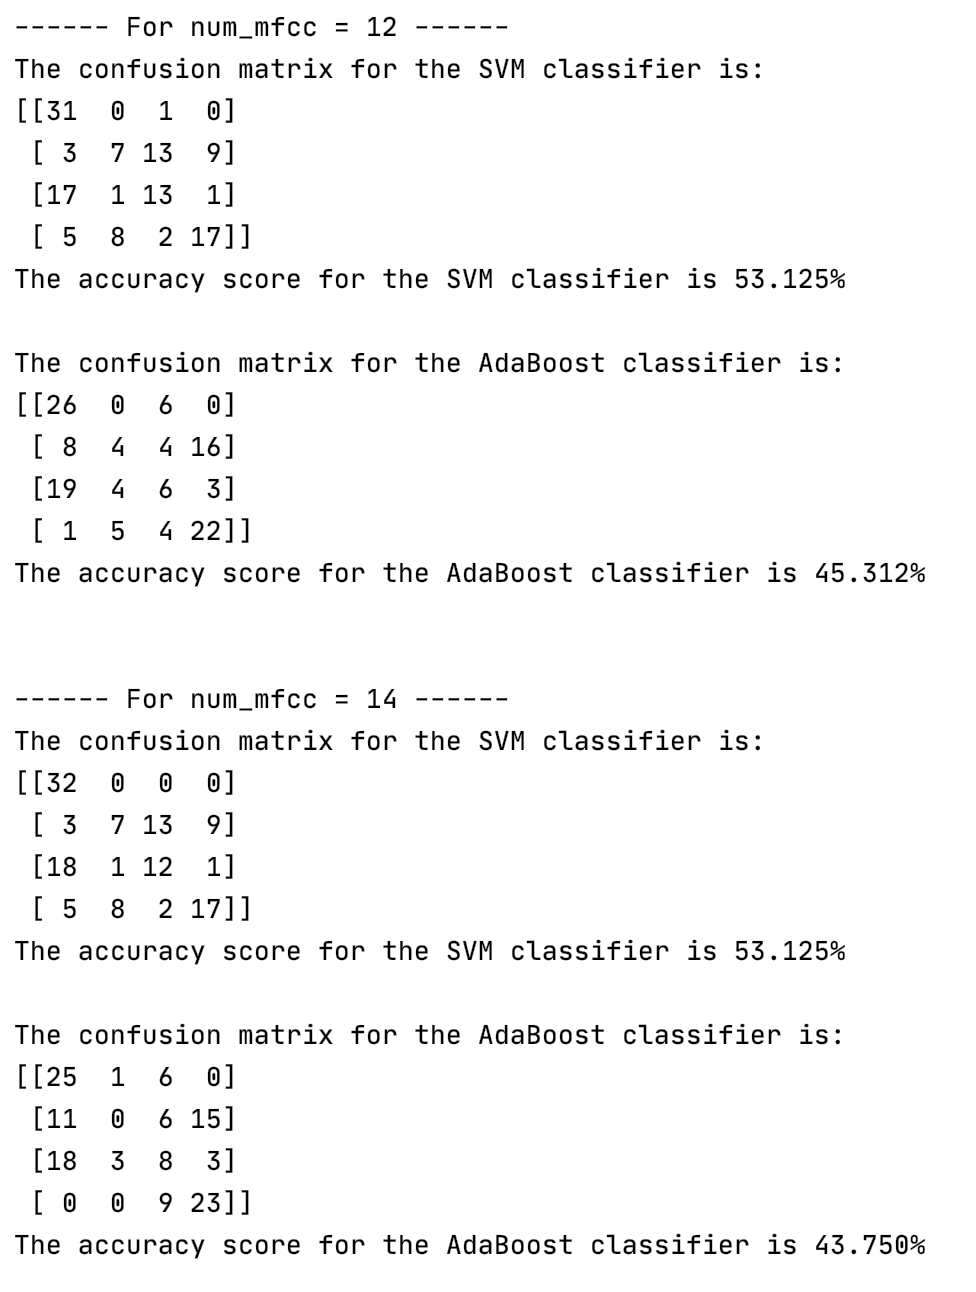 ------ For num_mfcc = 12 ------
The confusion matrix for the SVM classifier is:
[[31  0  1  0]
 [ 3  7 13  9]
 [17  1 13  1]
 [ 5  8  2 17]]
The accuracy score for the SVM classifier is 53.125%
The confusion matrix for the AdaBoost classifier is:
[[26  0  6  0]
 [ 8  4  4 16]
 [19  4  6  3]
 [ 1  5  4 22]]
The accuracy score for the AdaBoost classifier is 45.312%
------ For num_mfcc = 14 ------
The confusion matrix for the SVM classifier is:
[[32  0  0  0]
 [ 3  7 13  9]
 [18  1 12  1]
 [ 5  8  2 17]]
The accuracy score for the SVM classifier is 53.125%
The confusion matrix for the AdaBoost classifier is:
[[25  1  6  0]
 [11  0  6 15]
 [18  3  8  3]
 [ 0  0  9 23]]
The accuracy score for the AdaBoost classifier is 43.750%